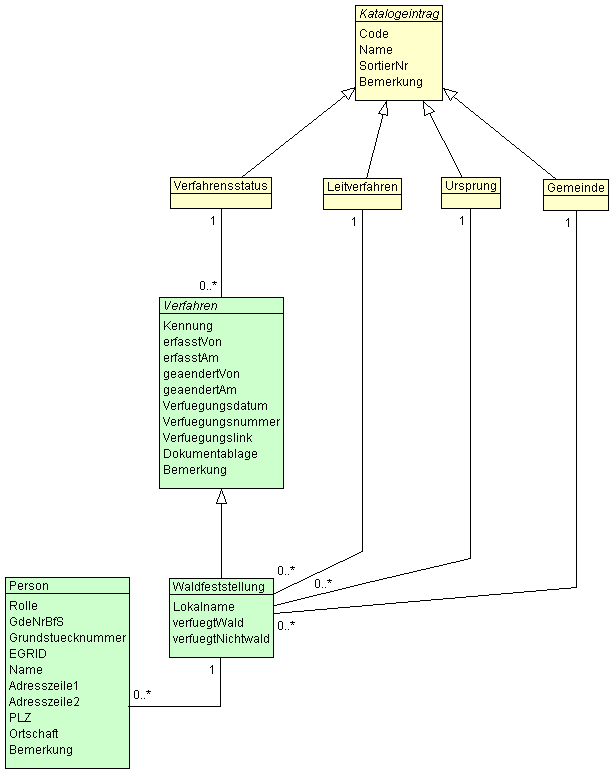 Katalogeintrag
Code
Name
SortierNr
Bemerkung
Verfahrensstatus
Leitverfahren
Ursprung
Gemeinde
1
1
1
1
0..*
Verfahren
Kennung
erfasstVon
erfasstAm
geaendertVon
geaendertAm
Verfuegungsdatum
Verfuegungsnummer
Verfuegungslink
Dokumentablage
Bemerkung
0..*
0..*
0..*
Waldfeststellung
Lokalname
verfuegtWald
verfuegtNichtwald
1
0..*
Person
Rolle
GdeNrBfS
Grundstuecknummer
EGRID
Name
Adresszeile1
Adresszeile2
PLZ
Ortschaft
Bemerkung